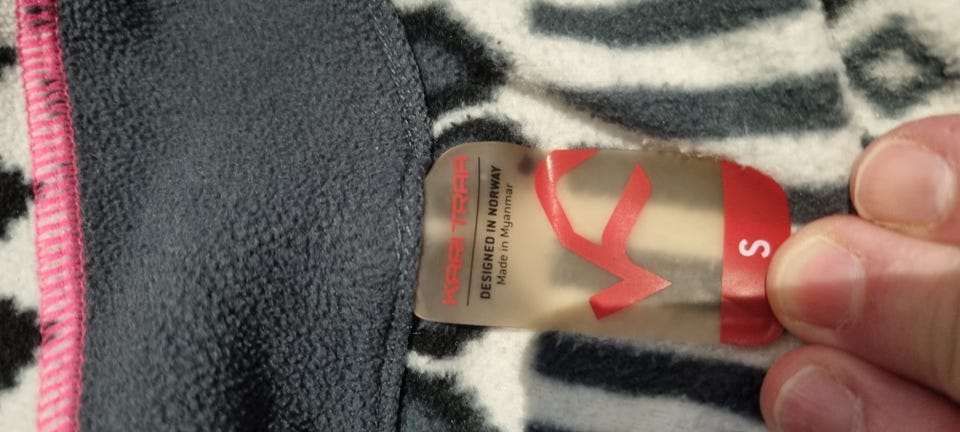 KARI TRAA
DESIGNED IN NORWAY
Made in Myanmar
S